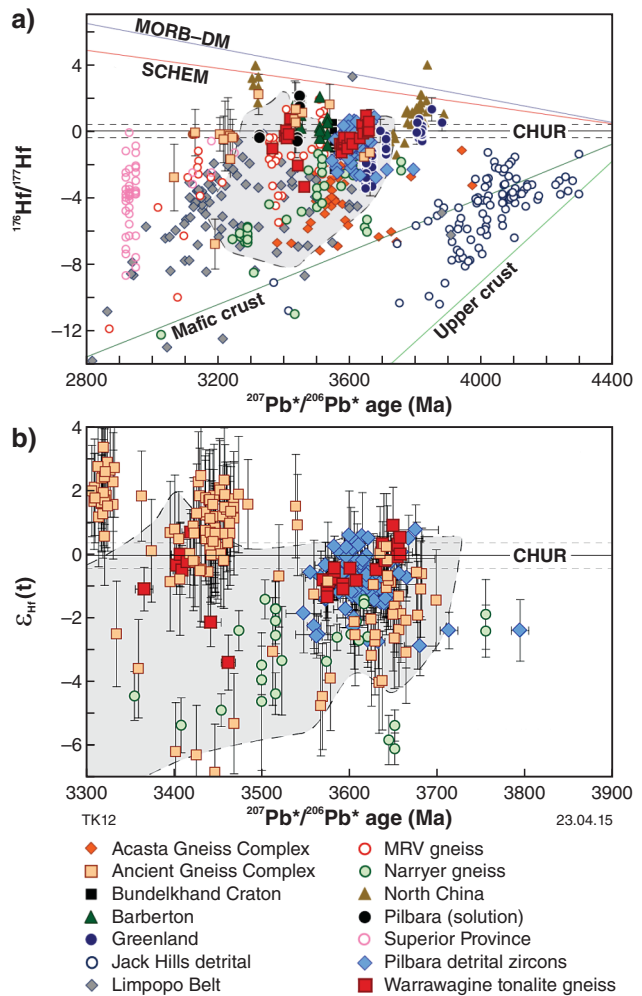 a)
MORB–DM
SCHEM
CHUR
Mafic crust
Upper crust
4
0
−4
−8
−12
¹⁷⁶Hf/¹⁷⁷Hf
2800 3200 3600 4000 4400
²⁰⁷Pb*/²⁰⁶Pb* age (Ma)
b)
CHUR
4
2
0
−2
−4
−6
εHf(t)
3300 3400 3500 3600 3700 3800 3900
²⁰⁷Pb*/²⁰⁶Pb* age (Ma)
TK12 23.04.15
Acasta Gneiss Complex
Ancient Gneiss Complex
Bundelkhand Craton
Barberton
Greenland
Jack Hills detrital
Limpopo Belt
MRV gneiss
Narryer gneiss
North China
Pilbara (solution)
Superior Province
Pilbara detrital zircons
Warrawagine tonalite gneiss